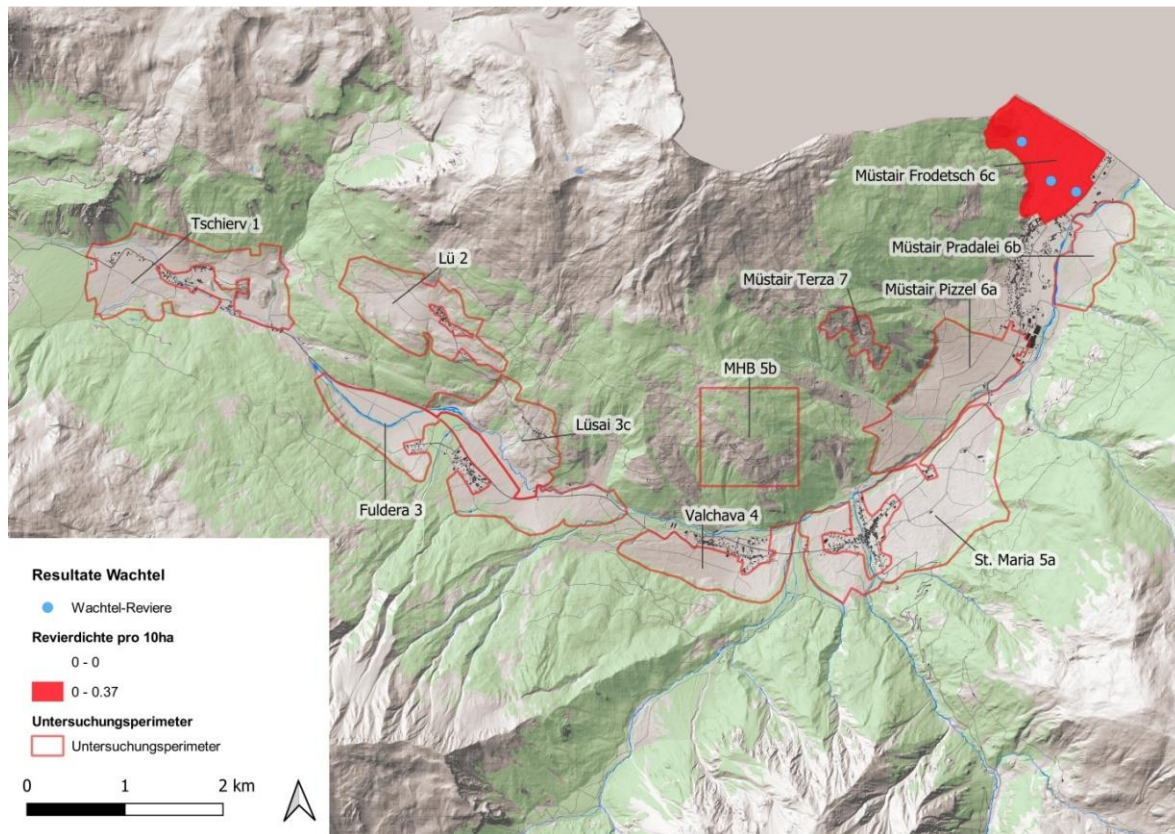 Müstair Frodetsch 6c
Tschierv 1
Müstair Pradalei 6b
Lü 2
Müstair Terza 7
Müstair Pizzel 6a
MHB 5b
Lüsai 3c
Fuldera 3
Valchava 4
St. Maria 5a
Resultate Wachtel
Wachtel-Reviere
Revierdichte pro 10ha
0 - 0
0 - 0.37
Untersuchungsperimeter
Untersuchungsperimeter
0 1 2 km